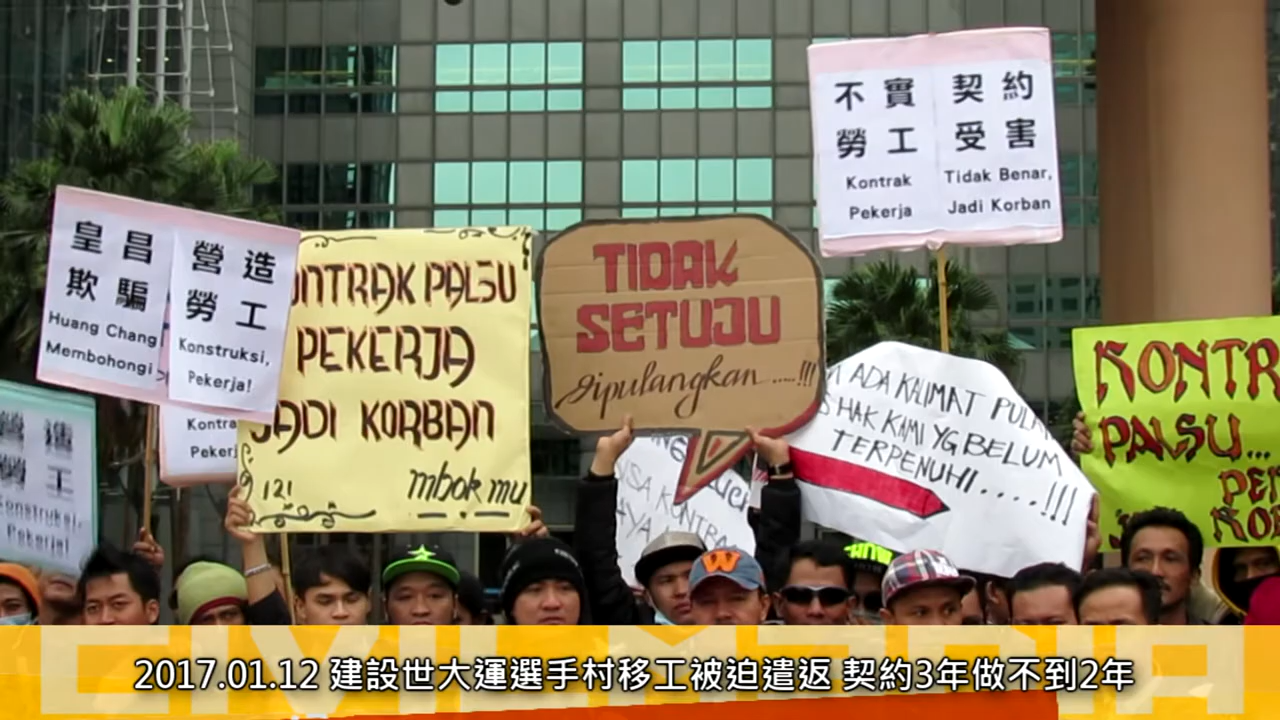 不實 契約
勞工 受害
Kontrak Tidak Benar,
Pekerja Jadi Korban
皇昌 營造
欺騙 勞工
Huang Chang Konstruksi,
Membohongi Pekerja!
PALSU
PEKERJA
JADI KORBAN
mbok mu
TIDAK
SETUJU
dipulangkan.....!!!
ADA KALIMAT
HAK KAMI YG BELUM
TERPENUHI....!!!
PALSU...
工
Konstruksi,
Pekerja!
W
CIVILMEDIA
2017.01.12 建設世大運選手村移工被迫遣返 契約3年做不到2年